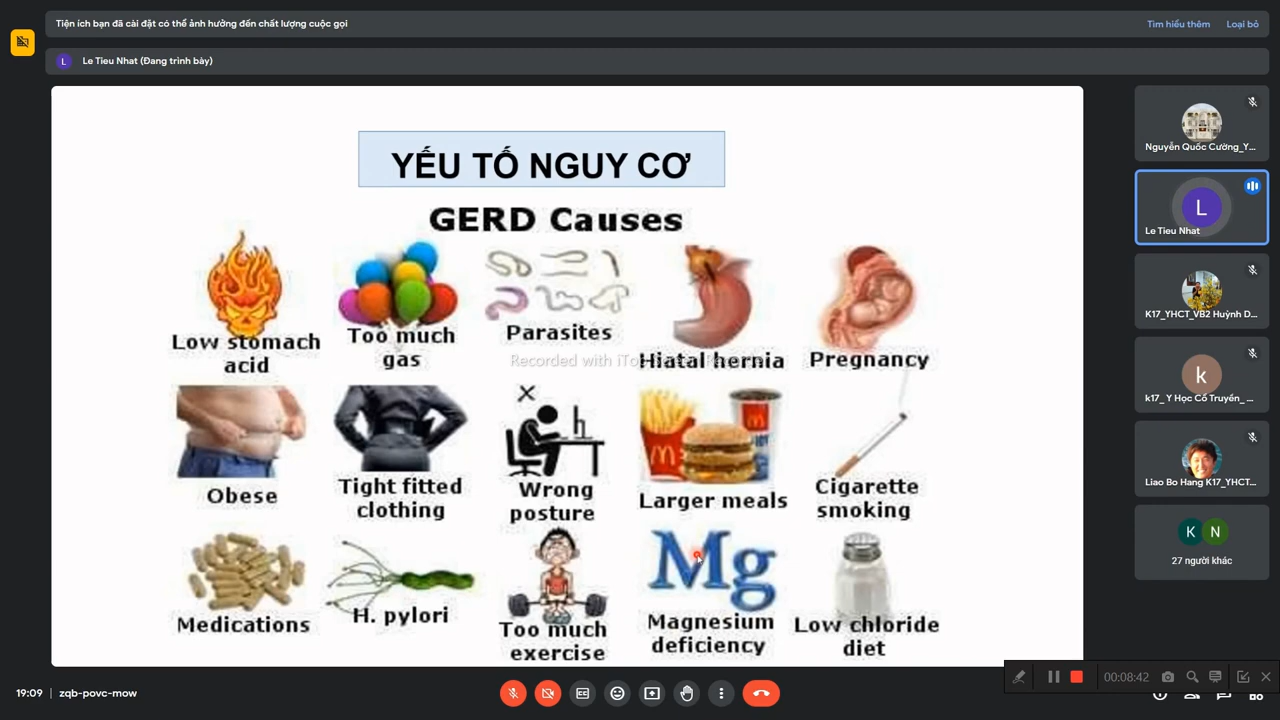 Tiện ích bạn đã cài đặt có thể ảnh hưởng đến chất lượng cuộc gọi
Tìm hiểu thêm
Loại bỏ
L
Le Tieu Nhat (Đang trình bày)
YẾU TỐ NGUY CƠ
GERD Causes
Low stomach
acid
Too much
gas
Parasites
Hiatal hernia
Pregnancy
Recorded with iTo
Obese
Tight fitted
clothing
Wrong
posture
Larger meals
Cigarette
smoking
Medications
H. pylori
Too much
exercise
Mg
Magnesium
deficiency
Low chloride
diet
Nguyễn Quốc Cường_Y...
L
Le Tieu Nhat
K17_YHCT_VB2 Huỳnh D...
k
k17_ Y Học Cổ Truyền_ ...
Liao Bo Hang K17_YHCT...
K N
27 người khác
19:09
zqb-povc-mow
00:08:42